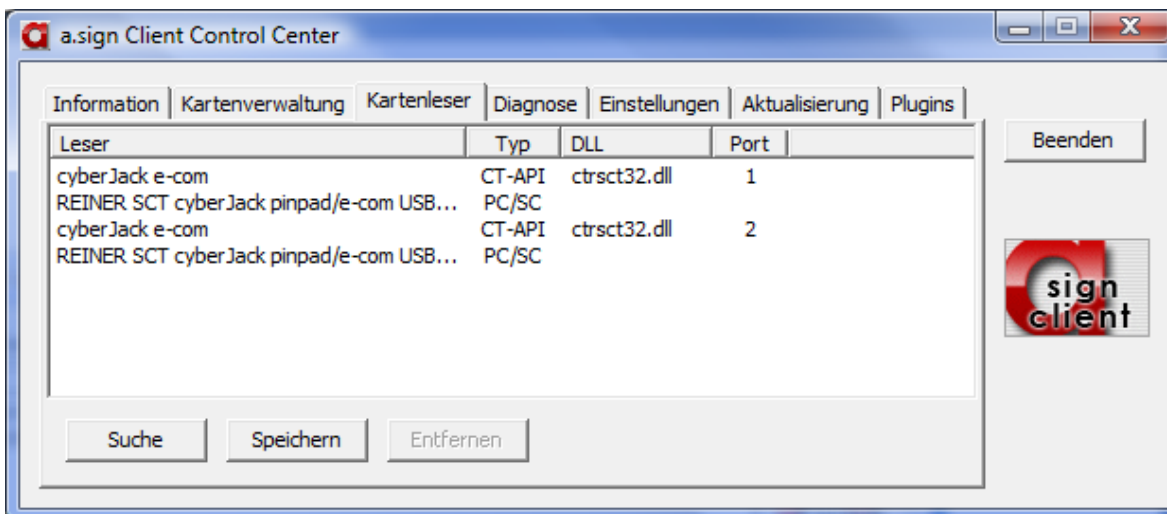 a.sign Client Control Center
Information Kartenverwaltung Kartenleser Diagnose Einstellungen Aktualisierung Plugins
Beenden
Leser Typ DLL Port
cyberJack e-com CT-API ctrsct32.dll 1
REINER SCT cyberJack pinpad/e-com USB... PC/SC
cyberJack e-com CT-API ctrsct32.dll 2
REINER SCT cyberJack pinpad/e-com USB... PC/SC
a
sign
client
Suche Speichern Entfernen